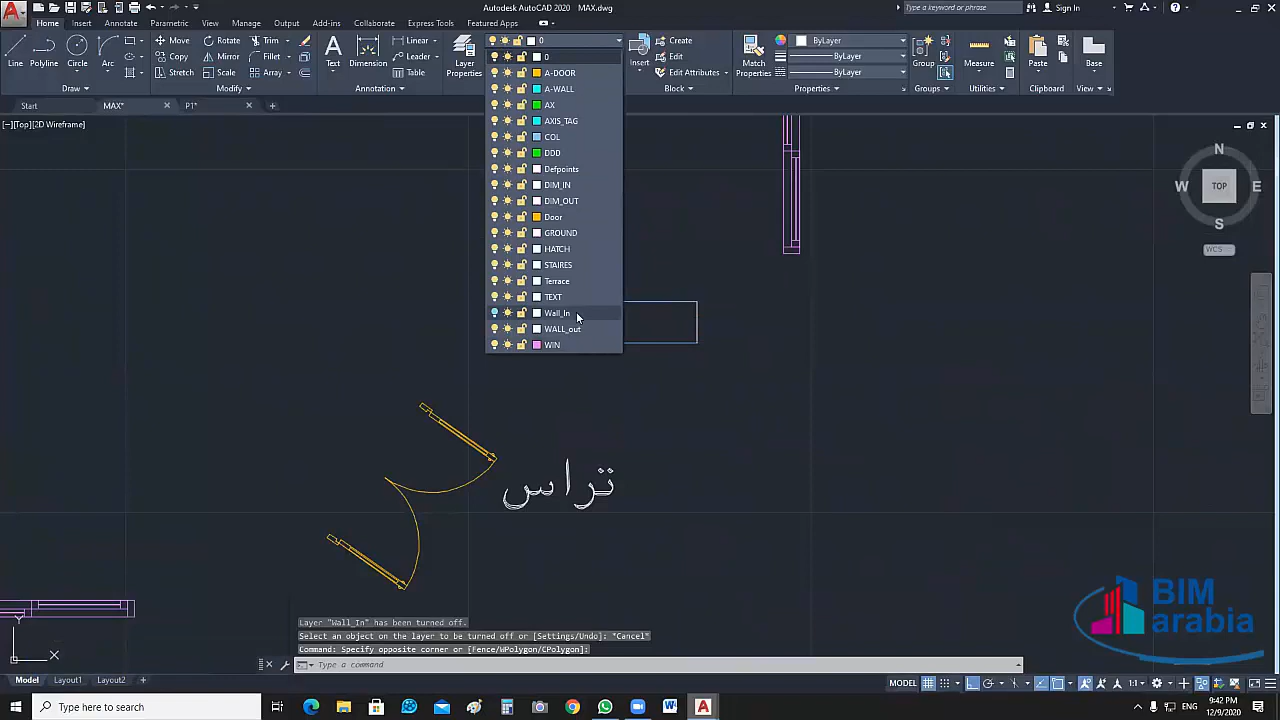 Autodesk AutoCAD 2020 MAX.dwg
Type a keyword or phrase
Sign In
Home Insert Annotate Parametric View Manage Output Add-ins Collaborate Express Tools Featured Apps
Line Polyline Circle Arc
Move Rotate Trim
Copy Mirror Fillet
Stretch Scale Array
Text Dimension
Linear
Leader
Table
Layer Properties
0
Insert
Create
Edit
Edit Attributes
Match Properties
ByLayer
ByLayer
ByLayer
Group
Measure
Paste
Base
Draw Modify Annotation Block Properties Groups Utilities Clipboard View
Start MAX* P1*
[−][Top][2D Wireframe]
0
A-DOOR
A-WALL
AX
AXIS_TAG
COL
DDD
Defpoints
DIM_IN
DIM_OUT
Door
GROUND
HATCH
STAIRES
Terrace
TEXT
Wall_In
WALL_out
WIN
N
W TOP E
S
WCS
تراس
BIM
arabia
Y
X
Layer "Wall_In" has been turned off.
Select an object on the layer to be turned off or [Settings/Undo]: *Cancel*
Command: Specify opposite corner or [Fence/WPolygon/CPolygon]:
Type a command
Model Layout1 Layout2
MODEL
1:1
Type here to search
ENG
9:42 PM
12/9/2020